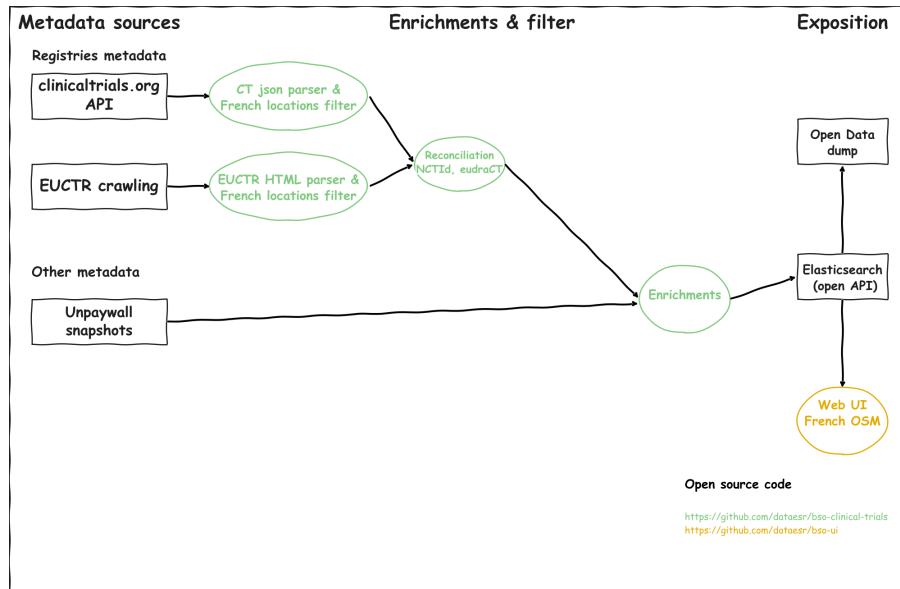 Metadata sources
Enrichments & filter
Exposition
Registries metadata
clinicaltrials.org
API
CT json parser &
French locations filter
Reconciliation
NCTId, eudraCT
EUCTR crawling
EUCTR HTML parser &
French locations filter
Open Data
dump
Other metadata
Unpaywall
snapshots
Enrichments
Elasticsearch
(open API)
Web UI
French OSM
Open source code
https://github.com/dataesr/bso-clinical-trials
https://github.com/dataesr/bso-ui